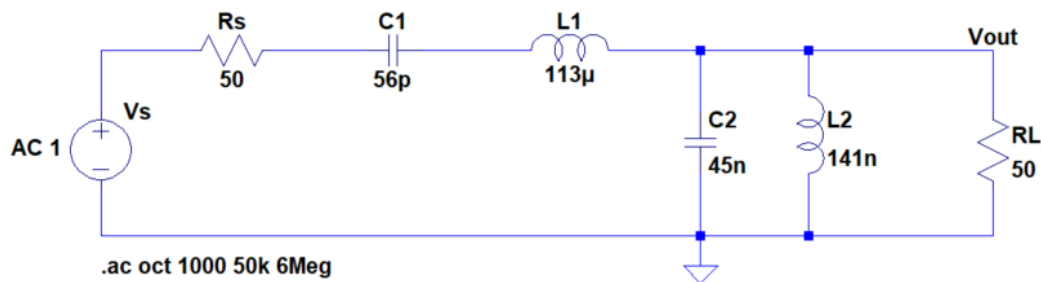 Rs
C1
L1
Vout
50
56p
113µ
Vs
AC 1
+
−
C2
L2
RL
45n
141n
50
.ac oct 1000 50k 6Meg